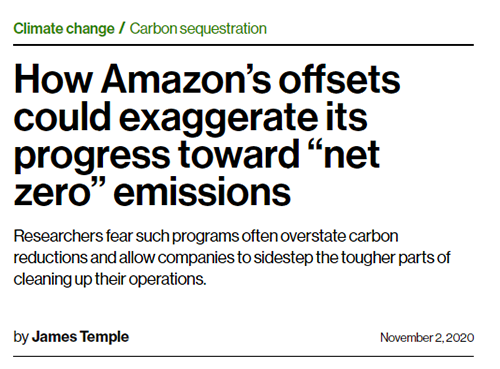 Climate change / Carbon sequestration
How Amazon’s offsets
could exaggerate its
progress toward “net
zero” emissions
Researchers fear such programs often overstate carbon
reductions and allow companies to sidestep the tougher parts of
cleaning up their operations.
by James Temple
November 2, 2020